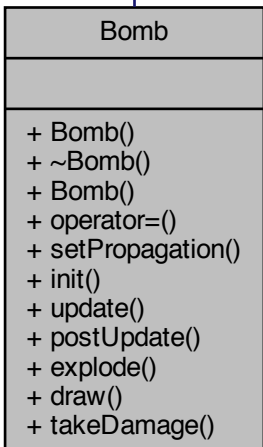 Bomb
+ Bomb()
+ ~Bomb()
+ Bomb()
+ operator=()
+ setPropagation()
+ init()
+ update()
+ postUpdate()
+ explode()
+ draw()
+ takeDamage()